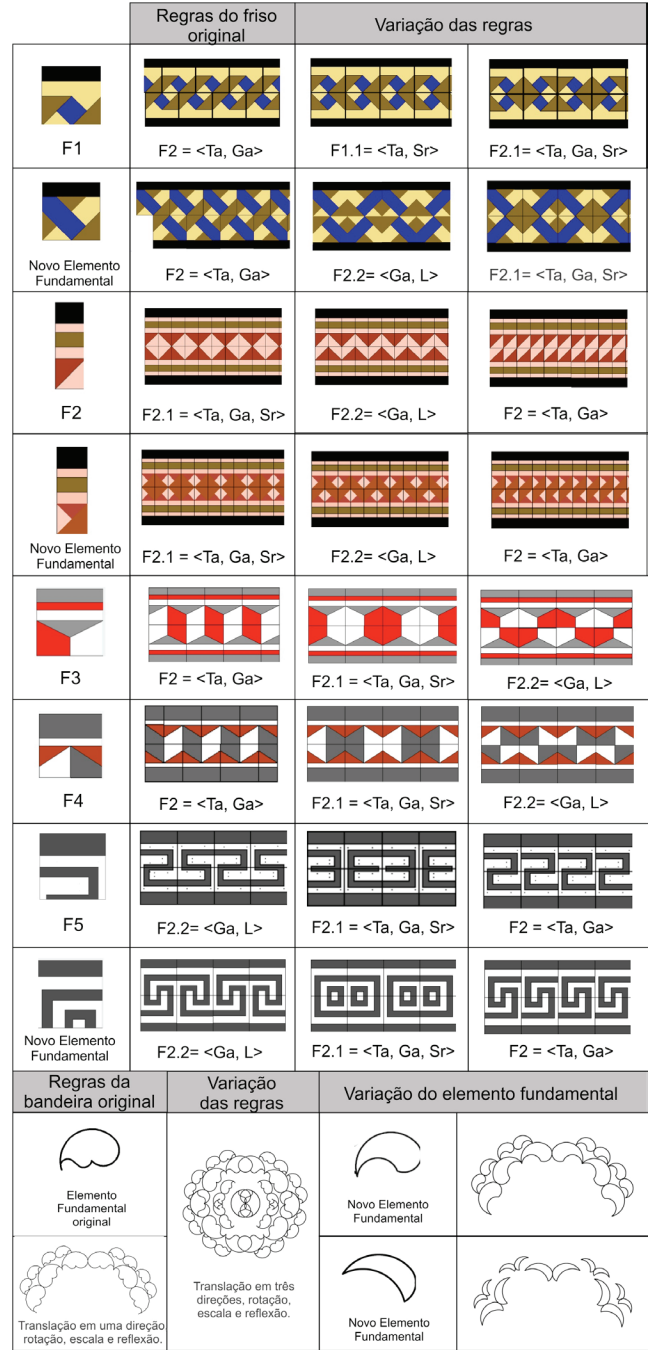 Regras do friso
original
Variação das regras
F1
F2 = <Ta, Ga>
F1.1= <Ta, Sr>
F2.1= <Ta, Ga, Sr>
Novo Elemento
Fundamental
F2 = <Ta, Ga>
F2.2= <Ga, L>
F2.1= <Ta, Ga, Sr>
F2
F2.1 = <Ta, Ga, Sr>
F2.2= <Ga, L>
F2 = <Ta, Ga>
Novo Elemento
Fundamental
F2.1 = <Ta, Ga, Sr>
F2.2= <Ga, L>
F2 = <Ta, Ga>
F3
F2 = <Ta, Ga>
F2.1 = <Ta, Ga, Sr>
F2.2= <Ga, L>
F4
F2 = <Ta, Ga>
F2.1 = <Ta, Ga, Sr>
F2.2= <Ga, L>
F5
F2.2= <Ga, L>
F2.1 = <Ta, Ga, Sr>
F2 = <Ta, Ga>
Novo Elemento
Fundamental
F2.2= <Ga, L>
F2.1 = <Ta, Ga, Sr>
F2 = <Ta, Ga>
Regras da
bandeira original
Variação
das regras
Variação do elemento fundamental
Elemento
Fundamental
original
Translação em uma direção
rotação, escala e reflexão.
Translação em três
direções, rotação,
escala e reflexão.
Novo Elemento
Fundamental
Novo Elemento
Fundamental